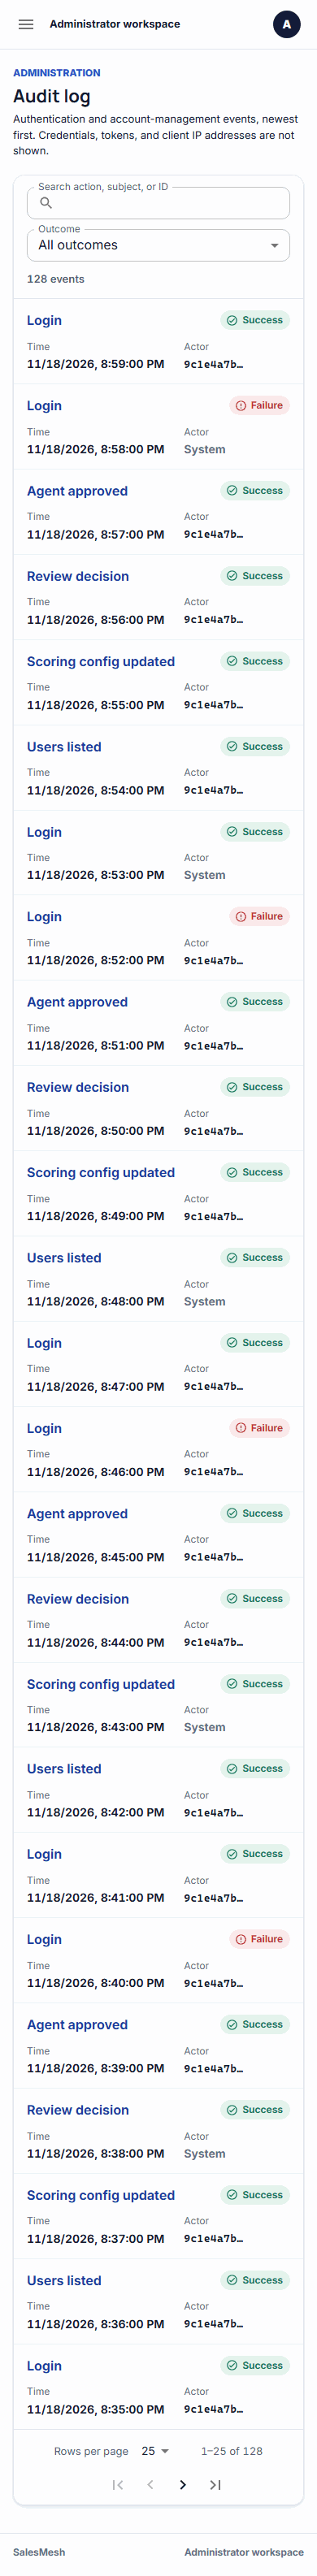 Administrator workspace
A
ADMINISTRATION
Audit log
Authentication and account-management events, newest
first. Credentials, tokens, and client IP addresses are not
shown.
Search action, subject, or ID
Outcome
All outcomes
128 events
Login Success
Time Actor
11/18/2026, 8:59:00 PM 9c1e4a7b…
Login Failure
Time Actor
11/18/2026, 8:58:00 PM System
Agent approved Success
Time Actor
11/18/2026, 8:57:00 PM 9c1e4a7b…
Review decision Success
Time Actor
11/18/2026, 8:56:00 PM 9c1e4a7b…
Scoring config updated Success
Time Actor
11/18/2026, 8:55:00 PM 9c1e4a7b…
Users listed Success
Time Actor
11/18/2026, 8:54:00 PM 9c1e4a7b…
Login Success
Time Actor
11/18/2026, 8:53:00 PM System
Login Failure
Time Actor
11/18/2026, 8:52:00 PM 9c1e4a7b…
Agent approved Success
Time Actor
11/18/2026, 8:51:00 PM 9c1e4a7b…
Review decision Success
Time Actor
11/18/2026, 8:50:00 PM 9c1e4a7b…
Scoring config updated Success
Time Actor
11/18/2026, 8:49:00 PM 9c1e4a7b…
Users listed Success
Time Actor
11/18/2026, 8:48:00 PM System
Login Success
Time Actor
11/18/2026, 8:47:00 PM 9c1e4a7b…
Login Failure
Time Actor
11/18/2026, 8:46:00 PM 9c1e4a7b…
Agent approved Success
Time Actor
11/18/2026, 8:45:00 PM 9c1e4a7b…
Review decision Success
Time Actor
11/18/2026, 8:44:00 PM 9c1e4a7b…
Scoring config updated Success
Time Actor
11/18/2026, 8:43:00 PM System
Users listed Success
Time Actor
11/18/2026, 8:42:00 PM 9c1e4a7b…
Login Success
Time Actor
11/18/2026, 8:41:00 PM 9c1e4a7b…
Login Failure
Time Actor
11/18/2026, 8:40:00 PM 9c1e4a7b…
Agent approved Success
Time Actor
11/18/2026, 8:39:00 PM 9c1e4a7b…
Review decision Success
Time Actor
11/18/2026, 8:38:00 PM System
Scoring config updated Success
Time Actor
11/18/2026, 8:37:00 PM 9c1e4a7b…
Users listed Success
Time Actor
11/18/2026, 8:36:00 PM 9c1e4a7b…
Login Success
Time Actor
11/18/2026, 8:35:00 PM 9c1e4a7b…
Rows per page 25 1–25 of 128
SalesMesh Administrator workspace